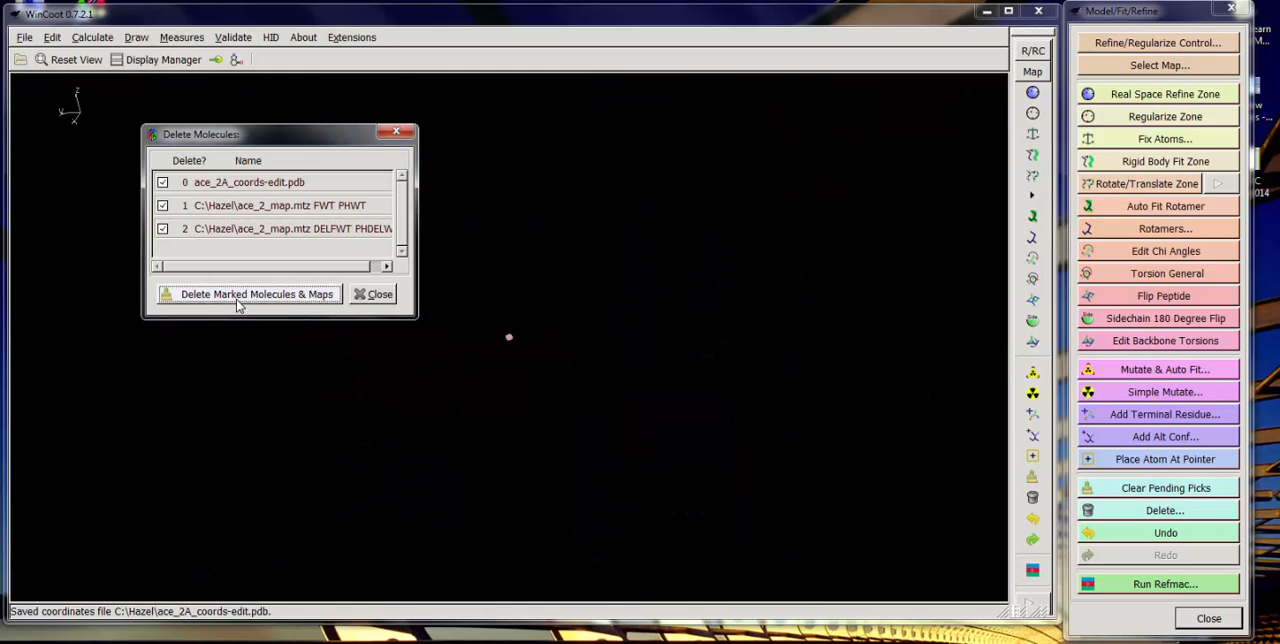 WinCoot 0.7.2.1
File Edit Calculate Draw Measures Validate HID About Extensions
Reset View Display Manager
z
y
x
Delete Molecules:
Delete? Name
0 ace_2A_coords-edit.pdb
1 C:\Hazel\ace_2_map.mtz FWT PHWT
2 C:\Hazel\ace_2_map.mtz DELFWT PHDELW
Delete Marked Molecules & Maps Close
Saved coordinates file C:\Hazel\ace_2A_coords-edit.pdb.
R/RC
Map
Side
Model/Fit/Refine
Refine/Regularize Control...
Select Map...
Real Space Refine Zone
Regularize Zone
Fix Atoms...
Rigid Body Fit Zone
Rotate/Translate Zone
Auto Fit Rotamer
Rotamers...
Edit Chi Angles
Torsion General
Flip Peptide
Side Sidechain 180 Degree Flip
Edit Backbone Torsions
Mutate & Auto Fit...
Simple Mutate...
Add Terminal Residue...
Add Alt Conf...
Place Atom At Pointer
Clear Pending Picks
Delete...
Undo
Redo
Run Refmac...
Close
earn
M...
w
s -...
C
014